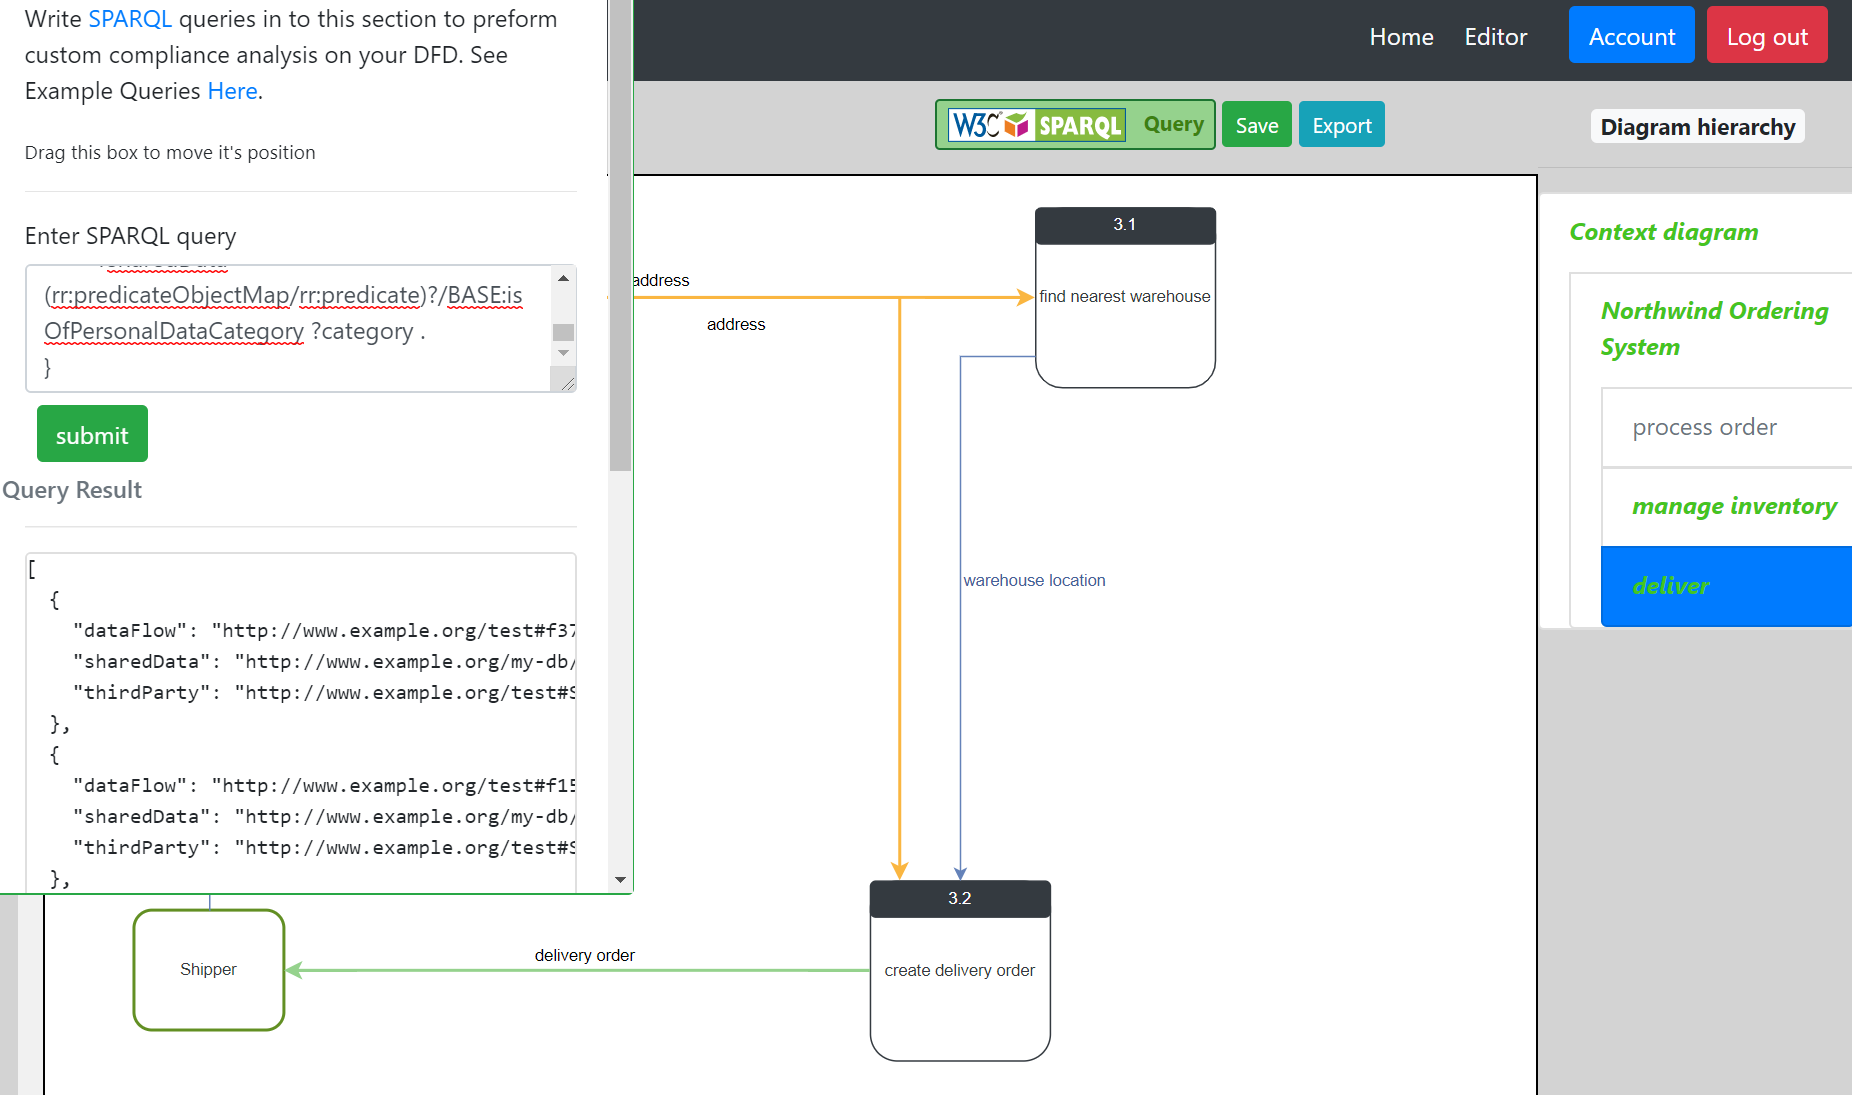 Write SPARQL queries in to this section to preform
custom compliance analysis on your DFD. See
Example Queries Here.
Drag this box to move it's position
Enter SPARQL query
(rr:predicateObjectMap/rr:predicate)?/BASE:is
OfPersonalDataCategory ?category .
}
submit
Query Result
[
{
"dataFlow": "http://www.example.org/test#f37
"sharedData": "http://www.example.org/my-db/
"thirdParty": "http://www.example.org/test#S
},
{
"dataFlow": "http://www.example.org/test#f15
"sharedData": "http://www.example.org/my-db/
"thirdParty": "http://www.example.org/test#S
},
Home Editor Account Log out
W3C SPARQL Query Save Export
Diagram hierarchy
address
address
3.1
find nearest warehouse
warehouse location
3.2
create delivery order
delivery order
Shipper
Context diagram
Northwind Ordering
System
process order
manage inventory
deliver